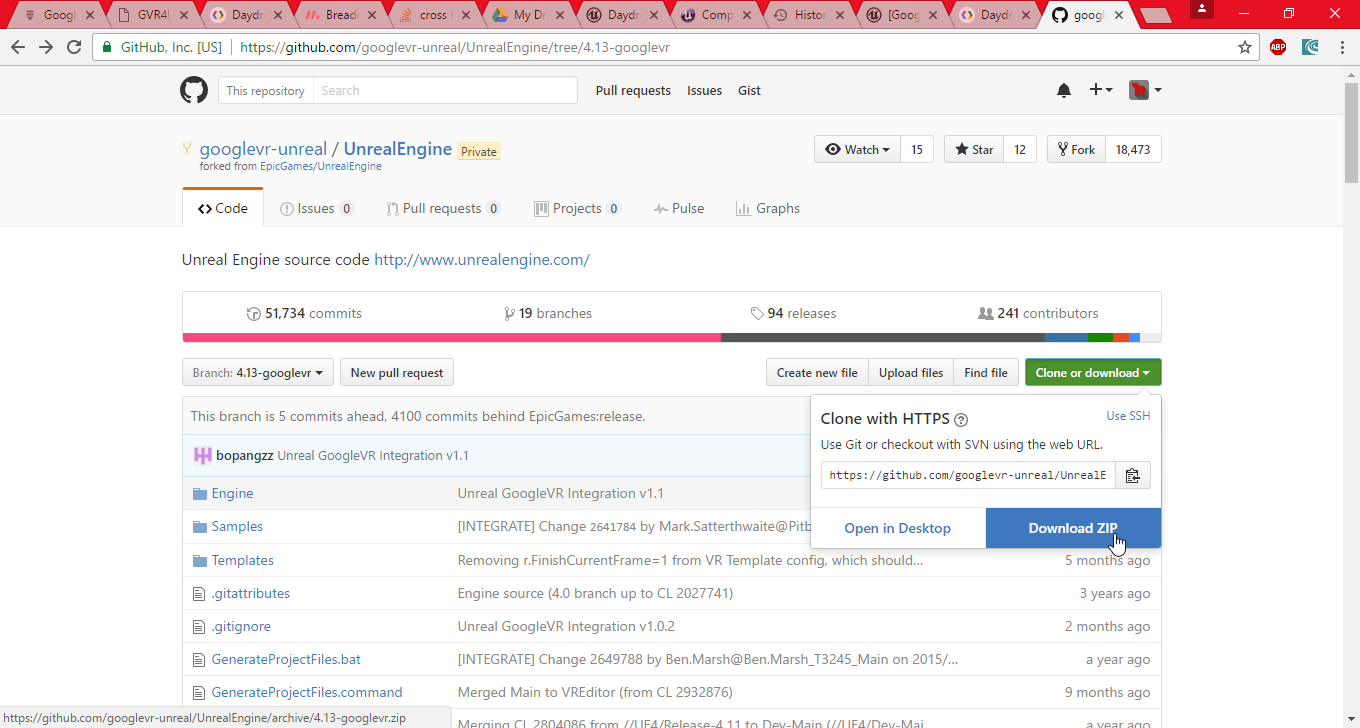 Googl
GVR4U
Daydr
Bread
cross
My Dr
Daydr
Comp
Histor
[Goog
Daydr
googl
GitHub, Inc. [US] https://github.com/googlevr-unreal/UnrealEngine/tree/4.13-googlevr
ABP
This repository Search Pull requests Issues Gist
googlevr-unreal / UnrealEngine Private
Watch 15 Star 12 Fork 18,473
forked from EpicGames/UnrealEngine
Code Issues 0 Pull requests 0 Projects 0 Pulse Graphs
Unreal Engine source code http://www.unrealengine.com/
51,734 commits 19 branches 94 releases 241 contributors
Branch: 4.13-googlevr New pull request Create new file Upload files Find file Clone or download
This branch is 5 commits ahead, 4100 commits behind EpicGames:release.
Clone with HTTPS ? Use SSH
Use Git or checkout with SVN using the web URL.
https://github.com/googlevr-unreal/UnrealE
Open in Desktop Download ZIP
bopangzz Unreal GoogleVR Integration v1.1
Engine Unreal GoogleVR Integration v1.1
Samples [INTEGRATE] Change 2641784 by Mark.Satterthwaite@Pitb
Templates Removing r.FinishCurrentFrame=1 from VR Template config, which should... 5 months ago
.gitattributes Engine source (4.0 branch up to CL 2027741) 3 years ago
.gitignore Unreal GoogleVR Integration v1.0.2 2 months ago
GenerateProjectFiles.bat [INTEGRATE] Change 2649788 by Ben.Marsh@Ben.Marsh_T3245_Main on 2015/... a year ago
GenerateProjectFiles.command Merged Main to VREditor (from CL 2932876) 9 months ago
https://github.com/googlevr-unreal/UnrealEngine/archive/4.13-googlevr.zip
Merging CL 2804086 from //UE4/Release-4.11 to Dev-Main (//UE4/Dev-Mai a year ago